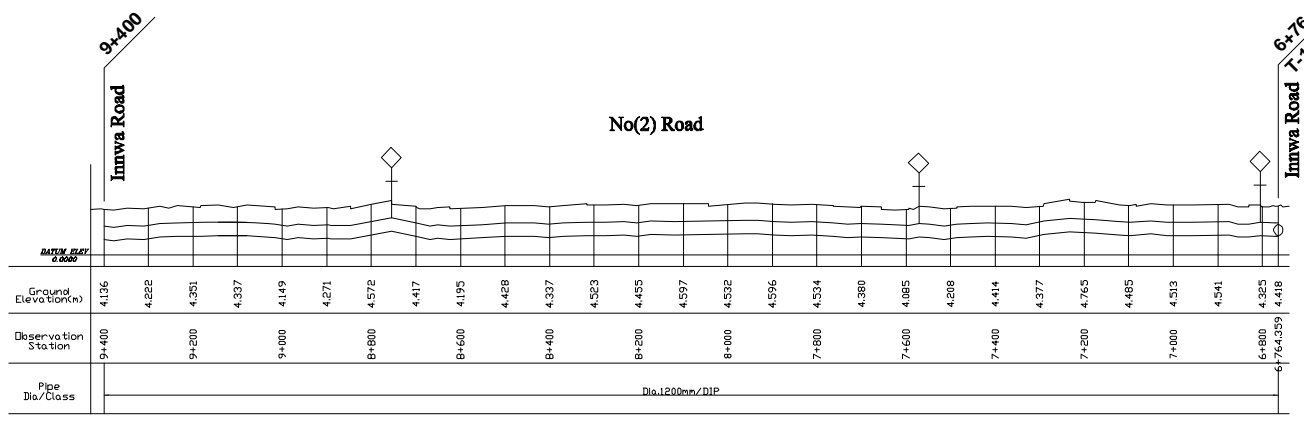 9+400
Innwa Road
No(2) Road
6+76
T-1
Innwa Road
DATUM ELEV
0.0000
Ground
Elevation(m)
4.136 4.222 4.351 4.337 4.149 4.271 4.572 4.417 4.195 4.428 4.337 4.523 4.455 4.597 4.532 4.596 4.534 4.380 4.085 4.208 4.414 4.377 4.765 4.485 4.513 4.541 4.325 4.418
Observation
Station
9+400 9+200 9+000 8+800 8+600 8+400 8+200 8+000 7+800 7+600 7+400 7+200 7+000 6+800 6+764.359
Pipe
Dia/Class
Dia.1200mm/DIP